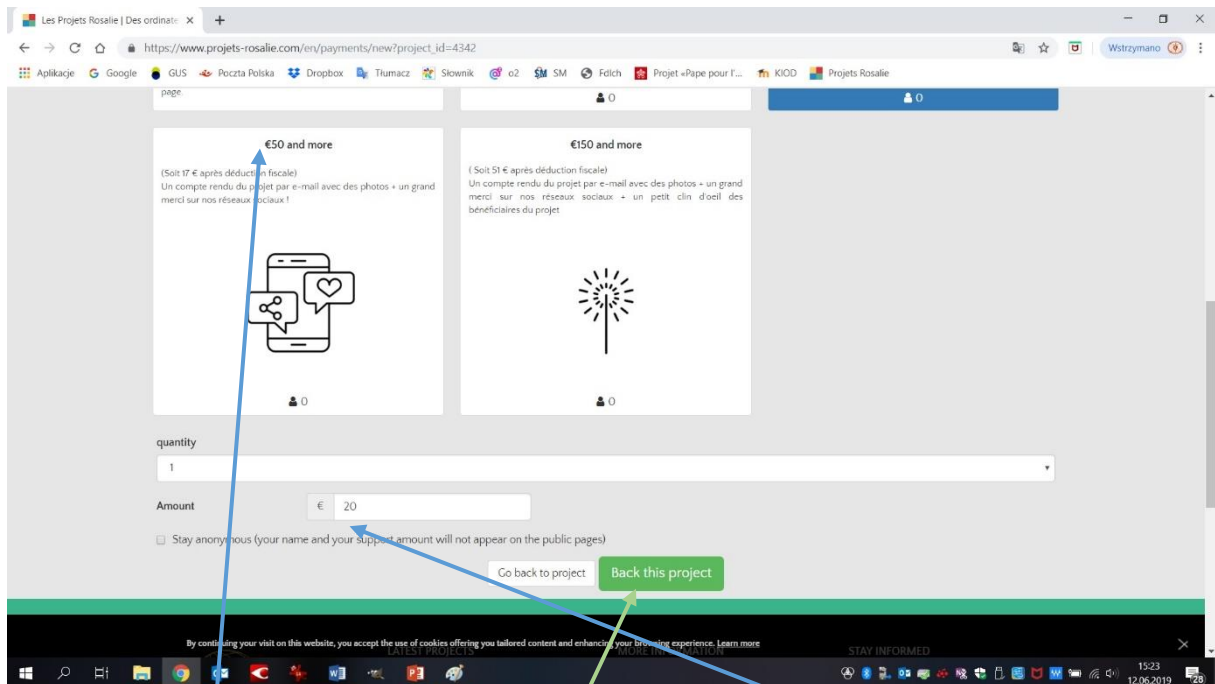 Les Projets Rosalie | Des ordinate
https://www.projets-rosalie.com/en/payments/new?project_id=4342
Wstrzymano
Aplikacje Google GUS Poczta Polska Dropbox Tłumacz Słownik o2 SM Fdlch Projet «Pape pour l'... KIOD Projets Rosalie
page.
0
0
€50 and more
(Soit 17 € après déduction fiscale)
Un compte rendu du projet par e-mail avec des photos + un grand
merci sur nos réseaux sociaux !
0
€150 and more
( Soit 51 € après déduction fiscale)
Un compte rendu du projet par e-mail avec des photos + un grand
merci sur nos réseaux sociaux + un petit clin d'oeil des
bénéficiaires du projet
0
quantity
1
Amount € 20
Stay anonymous (your name and your support amount will not appear on the public pages)
Go back to project Back this project
By continuing your visit on this website, you accept the use of cookies offering you tailored content and enhancing your browsing experience. Learn more
LATEST PROJECTS MORE INFORMATION STAY INFORMED
15:23
12.06.2019
28